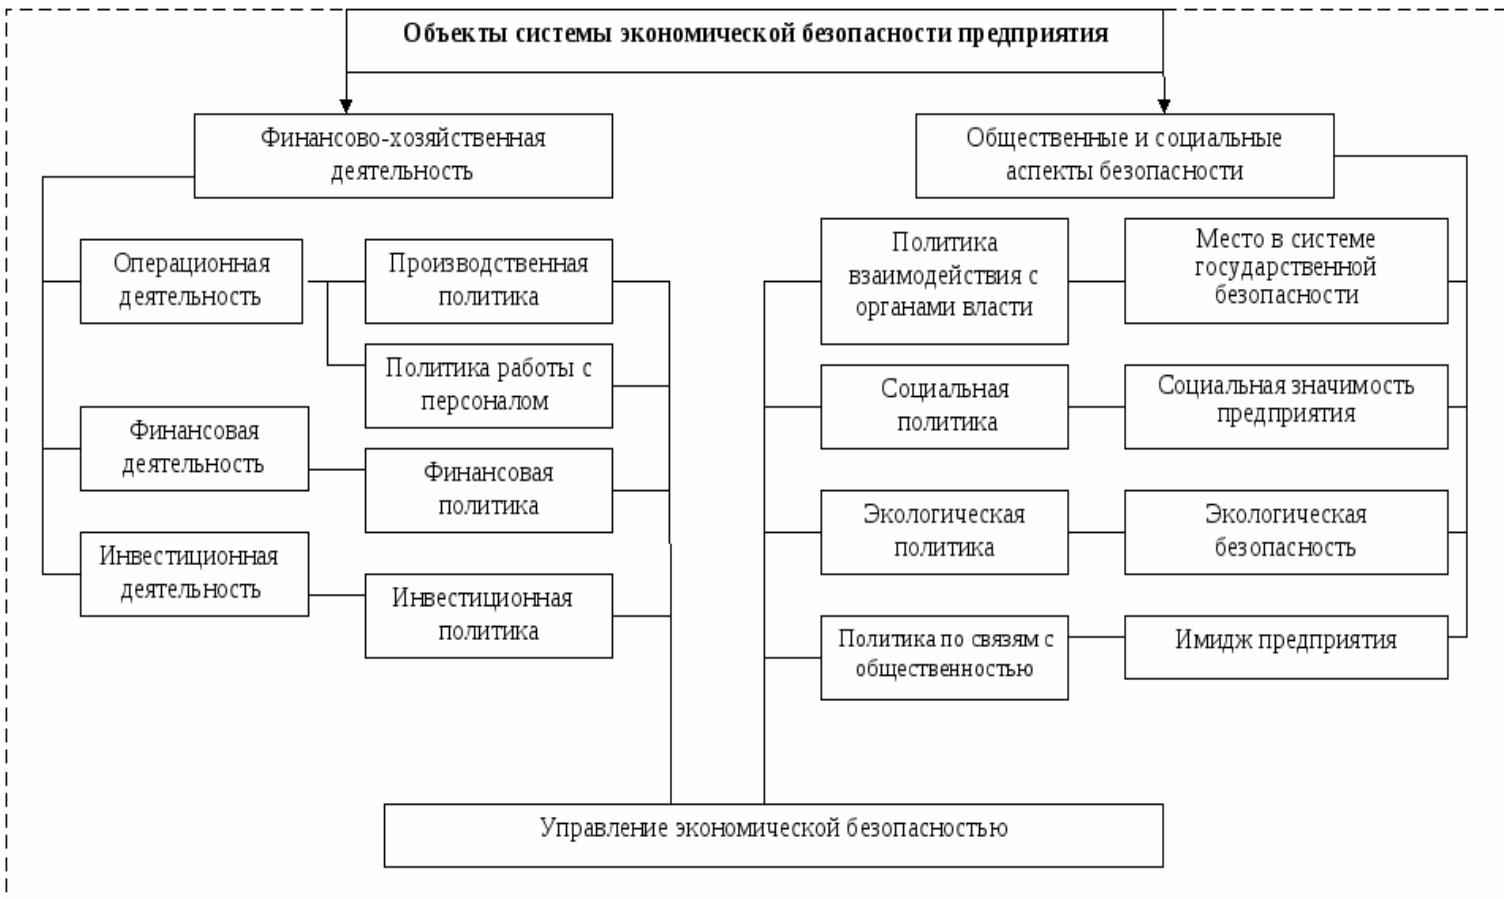 Объекты системы экономической безопасности предприятия
Финансово-хозяйственная
деятельность
Общественные и социальные
аспекты безопасности
Операционная
деятельность
Производственная
политика
Политика работы с
персоналом
Финансовая
деятельность
Финансовая
политика
Инвестиционная
деятельность
Инвестиционная
политика
Политика
взаимодействия с
органами власти
Место в системе
государственной
безопасности
Социальная
политика
Социальная значимость
предприятия
Экологическая
политика
Экологическая
безопасность
Политика по связям с
общественностью
Имидж предприятия
Управление экономической безопасностью